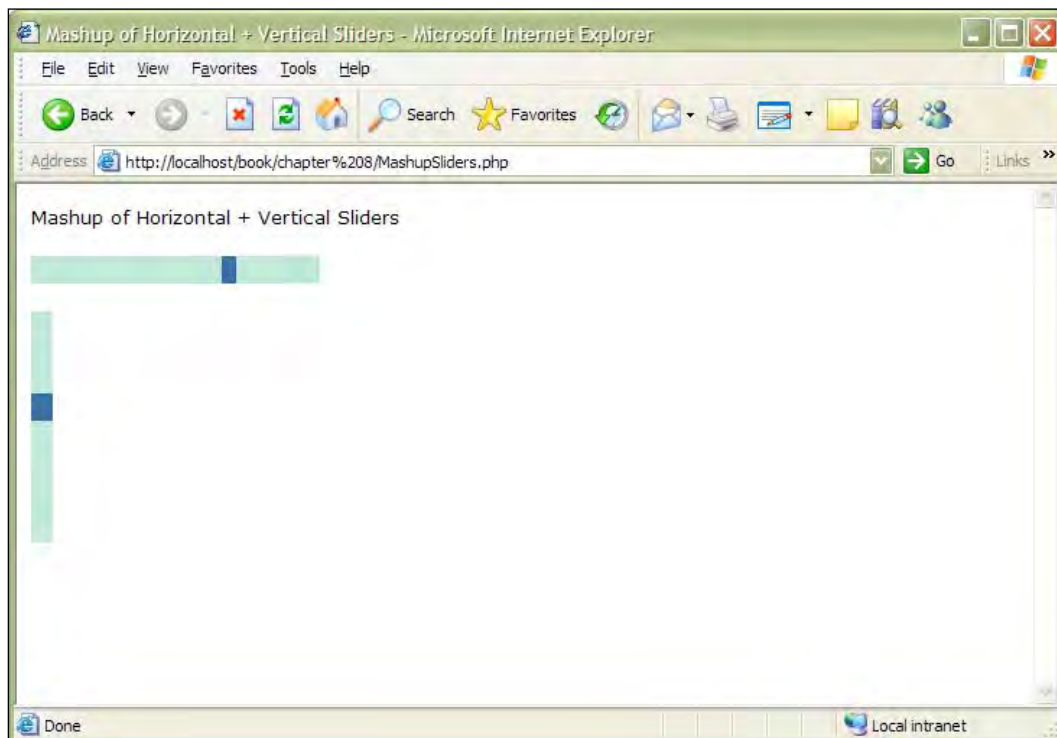 Mashup of Horizontal + Vertical Sliders - Microsoft Internet Explorer
File Edit View Favorites Tools Help
Back Search Favorites
Address http://localhost/book/chapter%208/MashupSliders.php Go Links »
Mashup of Horizontal + Vertical Sliders
Done Local intranet